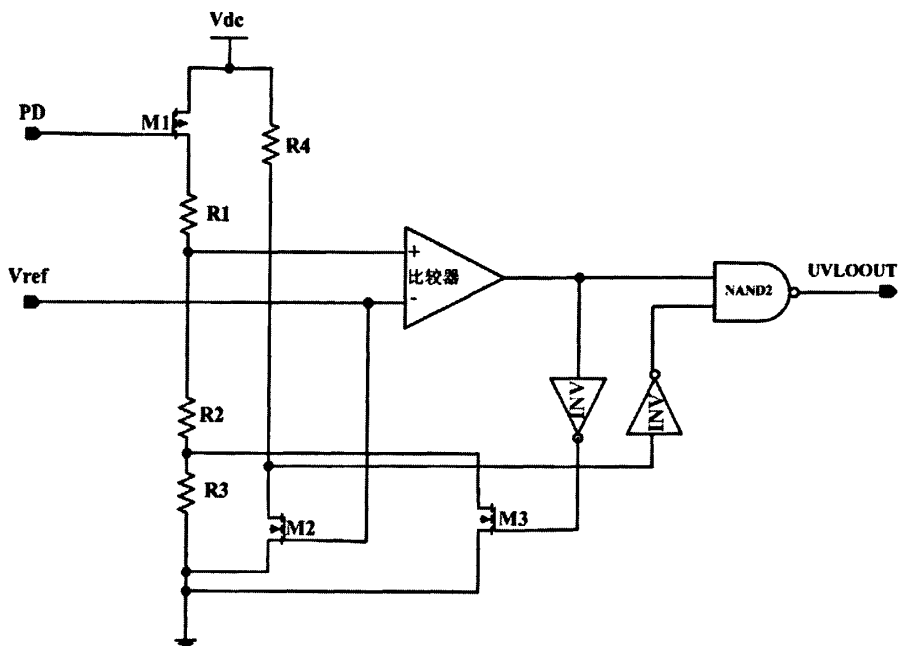 Vdc
PD
M1
R4
R1
Vref
+
比较器
-
UVLOOUT
NAND2
INV
INV
R2
R3
M2
M3